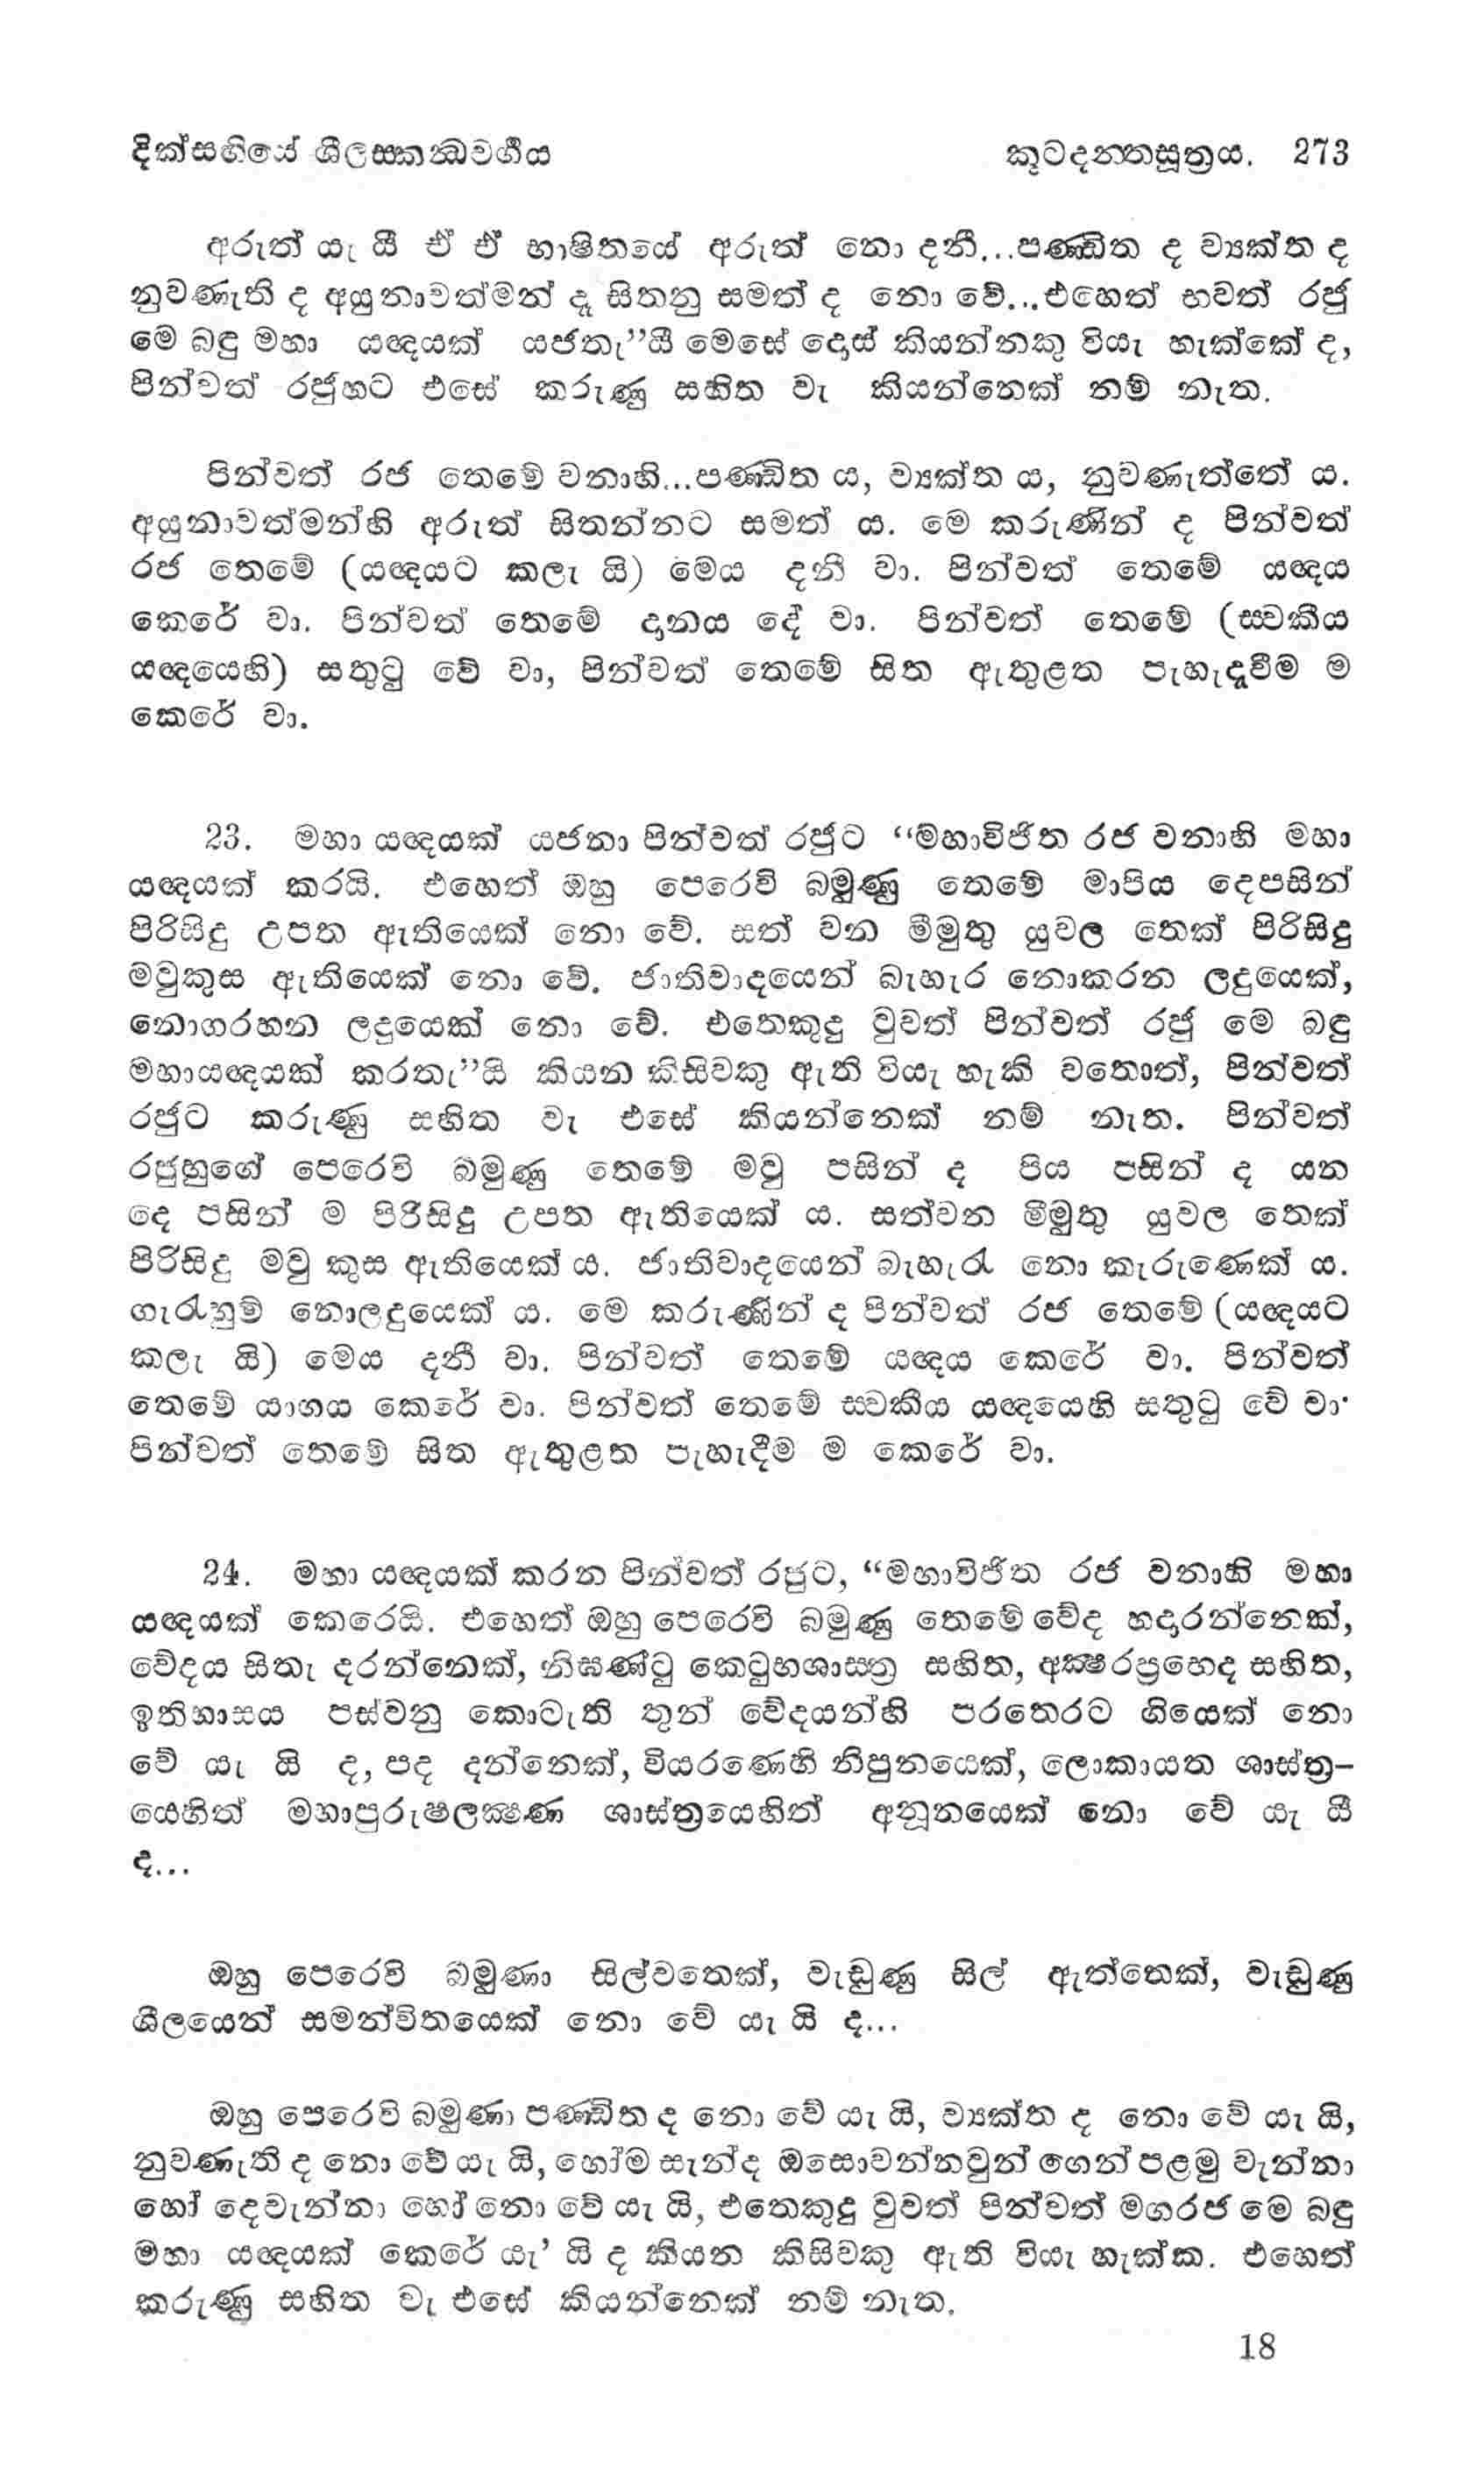 දික්සඟියේ ශීලස්කන්ධවර්ගය කූටදන්තසූත්‍රය. 273
අරුත් යැ යී ඒ ඒ භාෂිතයේ අරුත් නො දනී...පණ්ඩිත ද ව්‍යක්ත ද
නුවණැති ද අයුනාවත්මන් දෑ සිතනු සමත් ද නො වේ...එහෙත් භවත් රජු
මෙ බඳු මහා යඥයක් යජතැ”යී මෙසේ දොස් කියන්නකු වියැ හැක්කේ ද,
පින්වත් රජුහට එසේ කරුණු සහිත වැ කියන්නෙක් නම් නැත.
පින්වත් රජ තෙමේ වනාහි...පණ්ඩිත ය, ව්‍යක්ත ය, නුවණැත්තේ ය.
අයුනාවත්මන්හි අරුත් සිතන්නට සමත් ය. මෙ කරුණින් ද පින්වත්
රජ තෙමේ (යඥයට කලැ යි) මෙය දනී වා. පින්වත් තෙමේ යඥය
කෙරේ වා. පින්වත් තෙමේ දානය දේ වා. පින්වත් තෙමේ (ස්වකීය
යඥයෙහි) සතුටු වේ වා, පින්වත් තෙමේ සිත ඇතුළත පැහැදූවීම ම
කෙරේ වා.
23. මහා යඥයක් යජනා පින්වත් රජුට “මහාවිජිත රජ වනාහි මහා
යඥයක් කරයි. එහෙත් ඔහු පෙරෙවි බමුණු තෙමේ මාපිය දෙපසින්
පිරිසිදු උපත ඇතියෙක් නො වේ. සත් වන මීමුතු යුවල තෙක් පිරිසිදු
මවුකුස ඇතියෙක් නො වේ. ජාතිවාදයෙන් බැහැර නොකරන ලදුයෙක්,
නොගරහන ලදුයෙක් නො වේ. එතෙකුදු වුවත් පින්වත් රජු මෙ බඳු
මහායඥයක් කරතැ”යි කියන කිසිවකු ඇති වියැ හැකි වතොත්, පින්වත්
රජුට කරුණු සහිත වැ එසේ කියන්නෙක් නම් නැත. පින්වත්
රජුහුගේ පෙරෙවි බමුණු තෙමේ මවු පසින් ද පිය පසින් ද යන
දෙ පසින් ම පිරිසිදු උපත ඇතියෙක් ය. සත්වන මීමුතු යුවල තෙක්
පිරිසිදු මවු කුස ඇතියෙක් ය. ජාතිවාදයෙන් බැහැරැ නො කැරුණෙක් ය.
ගැරැහුම් නොලදුයෙක් ය. මෙ කරුණින් ද පින්වත් රජ තෙමේ (යඥයට
කලැ යි) මෙය දනී වා. පින්වත් තෙමේ යඥය කෙරේ වා. පින්වත්
තෙමේ යාගය කෙරේ වා. පින්වත් තෙමේ ස්වකීය යඥයෙහි සතුටු වේ වා·
පින්වත් තෙමේ සිත ඇතුළත පැහැදීම ම කෙරේ වා.
24. මහා යඥයක් කරන පින්වත් රජුට, “මහාවිජිත රජ වනාහි මහා
යඥයක් කෙරෙයි. එහෙත් ඔහු පෙරෙවි බමුණු තෙමේ වේද හදාරන්නෙක්,
වේදය සිතැ දරන්නෙක්, නිඝණ්ටු කෙටුභශාස්ත්‍ර සහිත, අක්ෂරප්‍රභෙද සහිත,
ඉතිහාසය පස්වනු කොටැති තුන් වේදයන්හි පරතෙරට ගියෙක් නො
වේ යැ යි ද, පද දන්නෙක්, වියරණෙහි නිපුනයෙක්, ලොකායත ශාස්ත්‍ර–
යෙහිත් මහාපුරුෂලක්ෂණ ශාස්ත්‍රයෙහිත් අනූනයෙක් නො වේ යැ යී
ද...
ඔහු පෙරෙවි බමුණා සිල්වතෙක්, වැඩුණු සිල් ඇත්තෙක්, වැඩුණු
ශීලයෙන් සමන්විතයෙක් නො වේ යැ යි ද...
ඔහු පෙරෙවි බමුණා පණ්ඩිත ද නො වේ යැ යි, ව්‍යක්ත ද නො වේ යැ යි,
නුවණැති ද නො වේ යැ යි, හෝම සැන්ද ඔසොවන්නවුන් ගෙන් පළමු වැන්නා
හෝ දෙවැන්නා හෝ නො වේ යැ යි, එතෙකුදු වුවත් පින්වත් මගරජ මෙ බඳු
මහා යඥයක් කෙරේ යැ’ යි ද කියන කිසිවකු ඇති වියැ හැක්ක. එහෙත්
කරුණු සහිත වැ එසේ කියන්නෙක් නම් නැත.
18